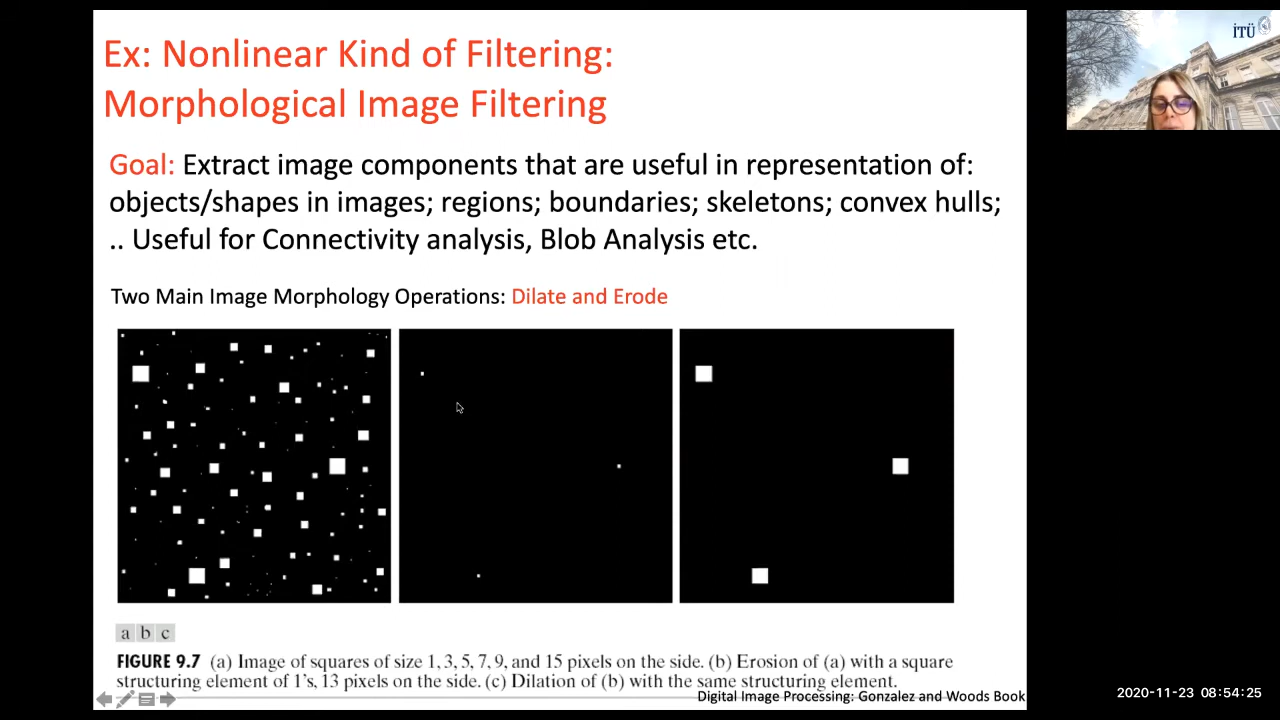 Ex: Nonlinear Kind of Filtering:
Morphological Image Filtering
Goal: Extract image components that are useful in representation of:
objects/shapes in images; regions; boundaries; skeletons; convex hulls;
.. Useful for Connectivity analysis, Blob Analysis etc.
Two Main Image Morphology Operations: Dilate and Erode
a b c
FIGURE 9.7 (a) Image of squares of size 1, 3, 5, 7, 9, and 15 pixels on the side. (b) Erosion of (a) with a square
structuring element of 1's, 13 pixels on the side. (c) Dilation of (b) with the same structuring element.
Digital Image Processing: Gonzalez and Woods Book
İTÜ
2020-11-23 08:54:25